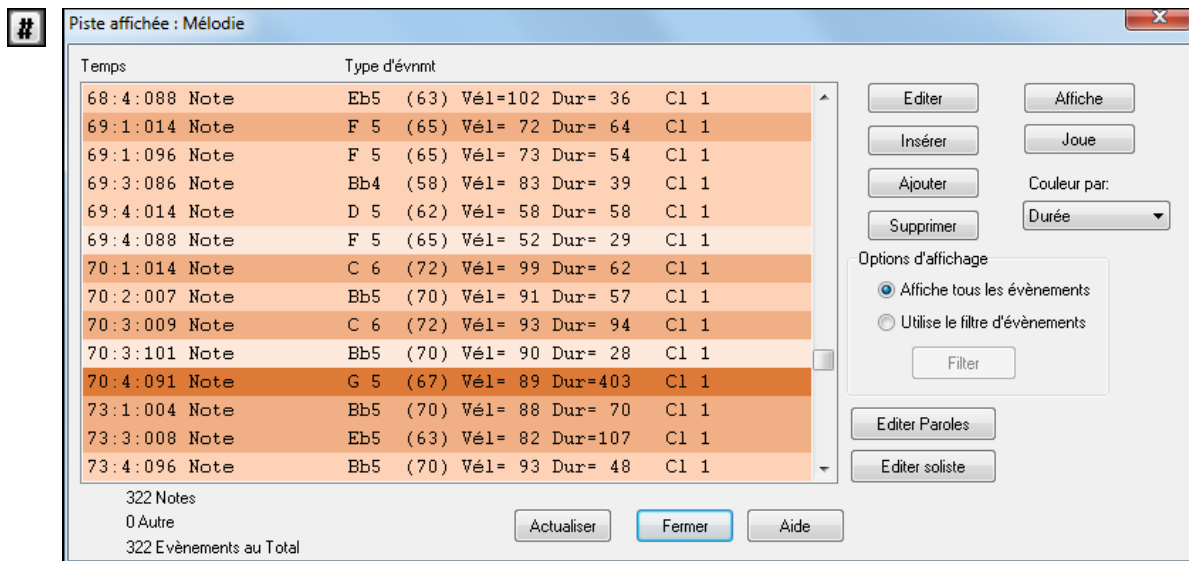 #
Piste affichée : Mélodie
Temps Type d'évnmt
68:4:088 Note Eb5 (63) Vél=102 Dur= 36 Cl 1
69:1:014 Note F 5 (65) Vél= 72 Dur= 64 Cl 1
69:1:096 Note F 5 (65) Vél= 73 Dur= 54 Cl 1
69:3:086 Note Bb4 (58) Vél= 83 Dur= 39 Cl 1
69:4:014 Note D 5 (62) Vél= 58 Dur= 58 Cl 1
69:4:088 Note F 5 (65) Vél= 52 Dur= 29 Cl 1
70:1:014 Note C 6 (72) Vél= 99 Dur= 62 Cl 1
70:2:007 Note Bb5 (70) Vél= 91 Dur= 57 Cl 1
70:3:009 Note C 6 (72) Vél= 93 Dur= 94 Cl 1
70:3:101 Note Bb5 (70) Vél= 90 Dur= 28 Cl 1
70:4:091 Note G 5 (67) Vél= 89 Dur=403 Cl 1
73:1:004 Note Bb5 (70) Vél= 88 Dur= 70 Cl 1
73:3:008 Note Eb5 (63) Vél= 82 Dur=107 Cl 1
73:4:096 Note Bb5 (70) Vél= 93 Dur= 48 Cl 1
Editer Affiche
Insérer Joue
Ajouter Couleur par:
Supprimer Durée
Options d'affichage
Affiche tous les évènements
Utilise le filtre d'évènements
Filter
Editer Paroles
Editer soliste
322 Notes
0 Autre
322 Evènements au Total
Actualiser Fermer Aide